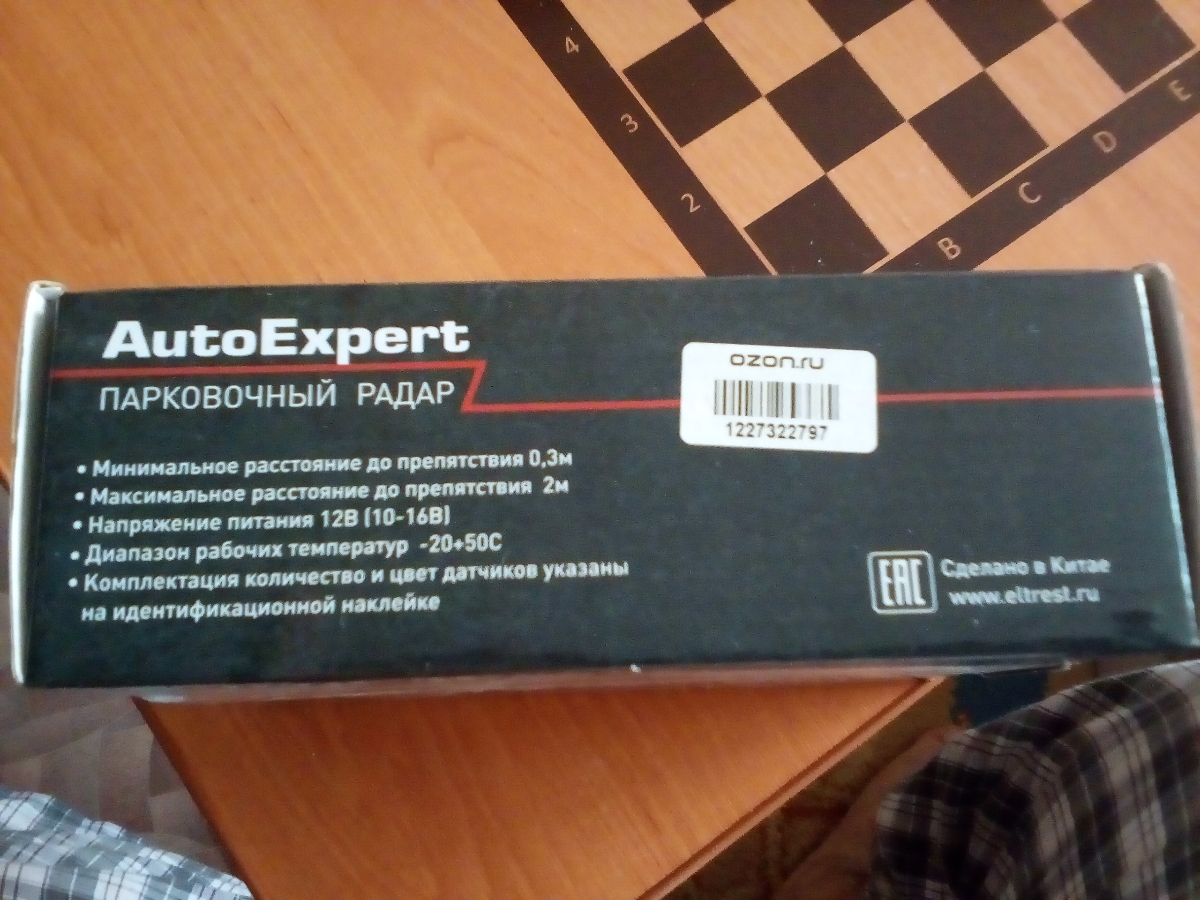 4
3
2
B
C
D
E
AutoExpert
ПАРКОВОЧНЫЙ РАДАР
ozon.ru
1227322797
• Минимальное расстояние до препятствия 0,3м
• Максимальное расстояние до препятствия 2м
• Напряжение питания 12В (10-16В)
• Диапазон рабочих температур -20+50С
• Комплектация количество и цвет датчиков указаны
на идентификационной наклейке
EAC
Сделано в Китае
www.eltrest.ru